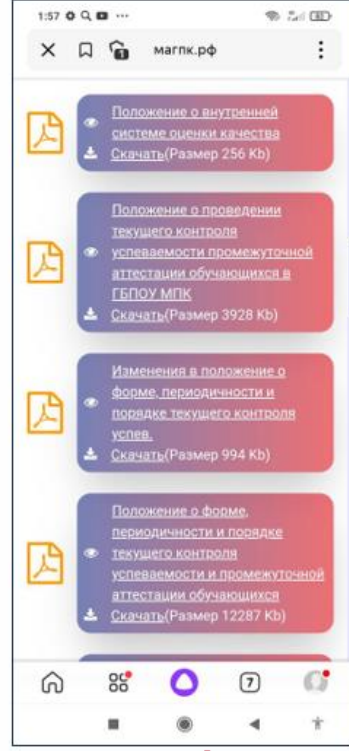 1:57
магпк.рф
Положение о внутренней
системе оценки качества
Скачать(Размер 256 Kb)
Положение о проведении
текущего контроля
успеваемости промежуточной
аттестации обучающихся в
ГБПОУ МПК
Скачать(Размер 3928 Kb)
Изменения в положение о
форме, периодичности и
порядке текущего контроля
успев.
Скачать(Размер 994 Kb)
Положение о форме,
периодичности и порядке
текущего контроля
успеваемости и промежуточной
аттестации обучающихся
Скачать(Размер 12287 Kb)
7